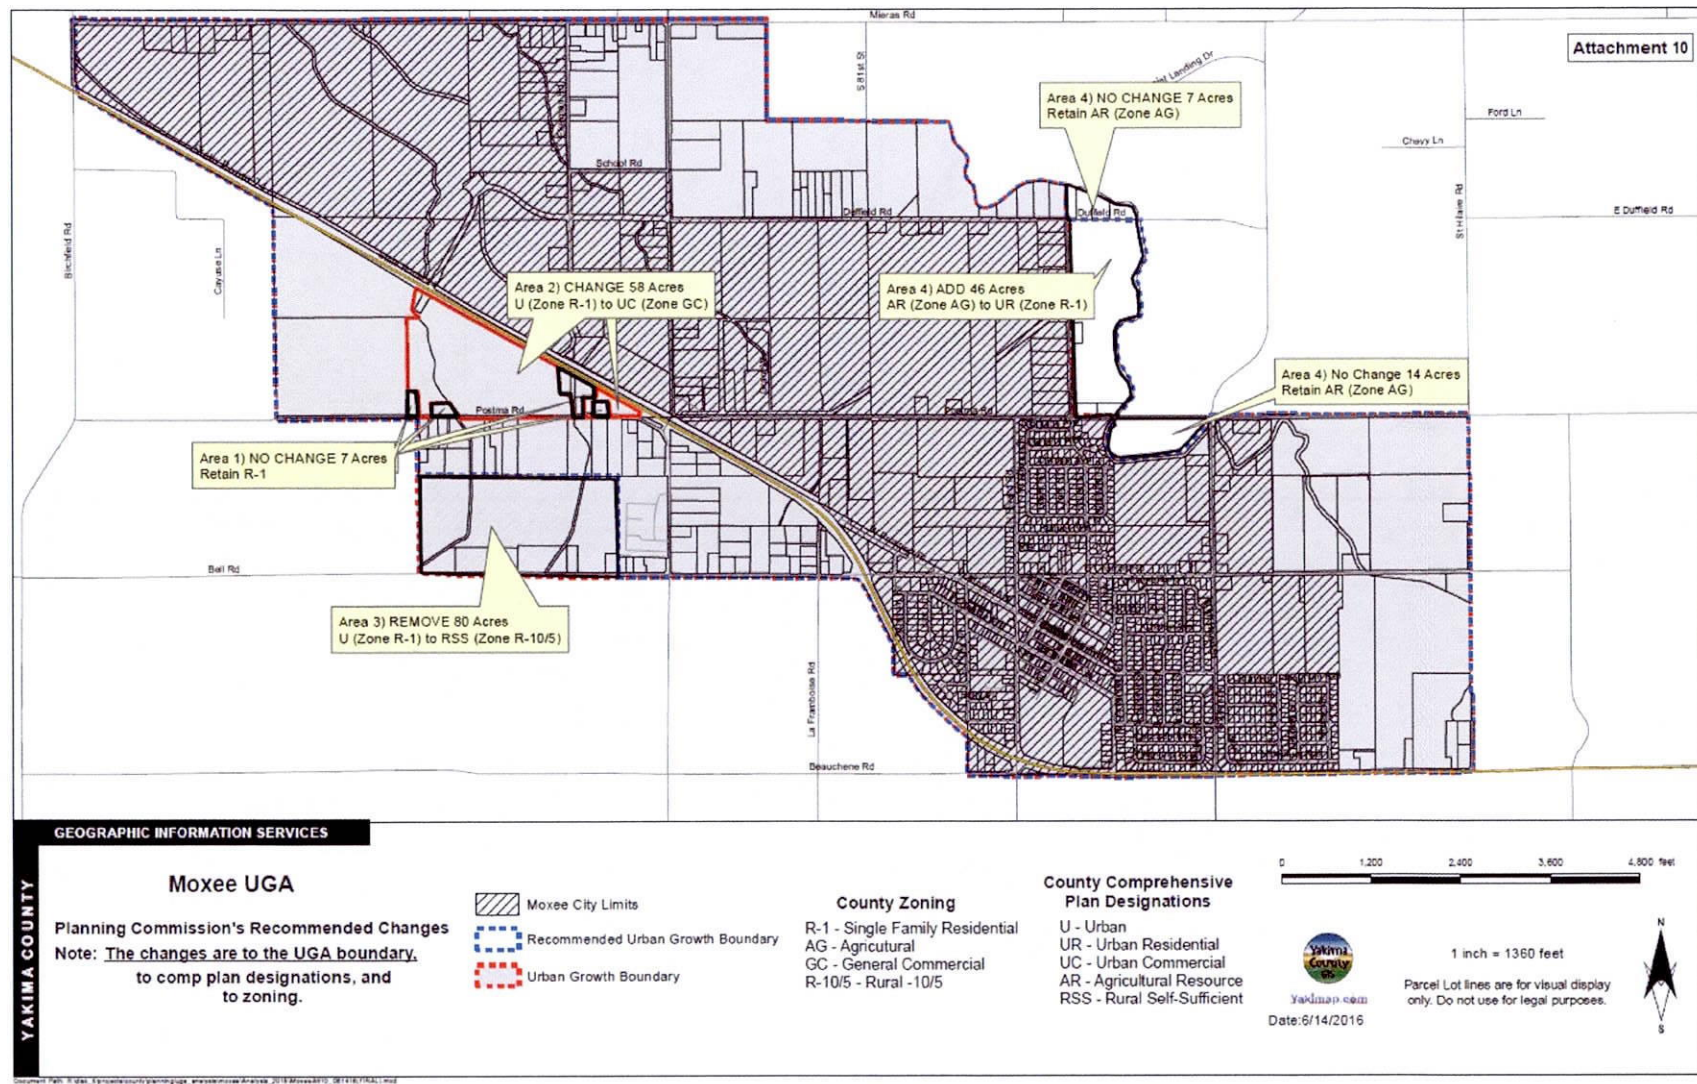 Mieras Rd
Attachment 10
S 81st St
Landing Dr
Area 4) NO CHANGE 7 Acres
Retain AR (Zone AG)
Ford Ln
Chevy Ln
School Rd
Birchfield Rd
Cayuse Ln
Duffield Rd
Duffield Rd
St Hilaire Rd
E Duffield Rd
Area 2) CHANGE 58 Acres
U (Zone R-1) to UC (Zone GC)
Area 4) ADD 46 Acres
AR (Zone AG) to UR (Zone R-1)
Area 4) No Change 14 Acres
Retain AR (Zone AG)
Postma Rd
Postma Rd
Area 1) NO CHANGE 7 Acres
Retain R-1
Bell Rd
Area 3) REMOVE 80 Acres
U (Zone R-1) to RSS (Zone R-10/5)
La Framboise Rd
Beauchene Rd
GEOGRAPHIC INFORMATION SERVICES
YAKIMA COUNTY
Moxee UGA
Planning Commission's Recommended Changes
Note: The changes are to the UGA boundary,
to comp plan designations, and
to zoning.
Moxee City Limits
Recommended Urban Growth Boundary
Urban Growth Boundary
County Zoning
R-1 - Single Family Residential
AG - Agricutural
GC - General Commercial
R-10/5 - Rural -10/5
County Comprehensive
Plan Designations
U - Urban
UR - Urban Residential
UC - Urban Commercial
AR - Agricultural Resource
RSS - Rural Self-Sufficient
0 1,200 2,400 3,600 4,800 feet
Yakima
County
GIS
Yakimap.com
Date:6/14/2016
1 inch = 1360 feet
Parcel Lot lines are for visual display
only. Do not use for legal purposes.
N
S